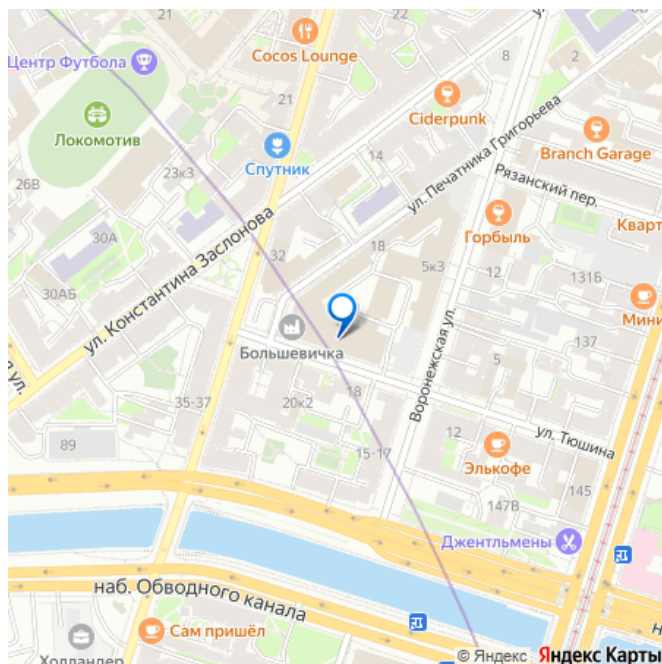 21
8
Центр Футбола
Cocos Lounge
21
Ciderpunk
Локомотив
Спутник
14
ул. Печатника Григорьева
Branch Garage
23к3
Рязанский пер.
26В
30А
ул. Константина Заслонова
Горбыль
Кварт
32
18
5к3
12
131Б
30АБ
Мини
Большевичка
Воронежская ул.
137
я ул.
5
35-37
20к2
18
12
ул. Тюшина
89
15-17
Элькофе
145
147В
Джентльмены
наб. Обводного канала
н
Сам пришёл
Холландер
© Яндекс Яндекс Карты